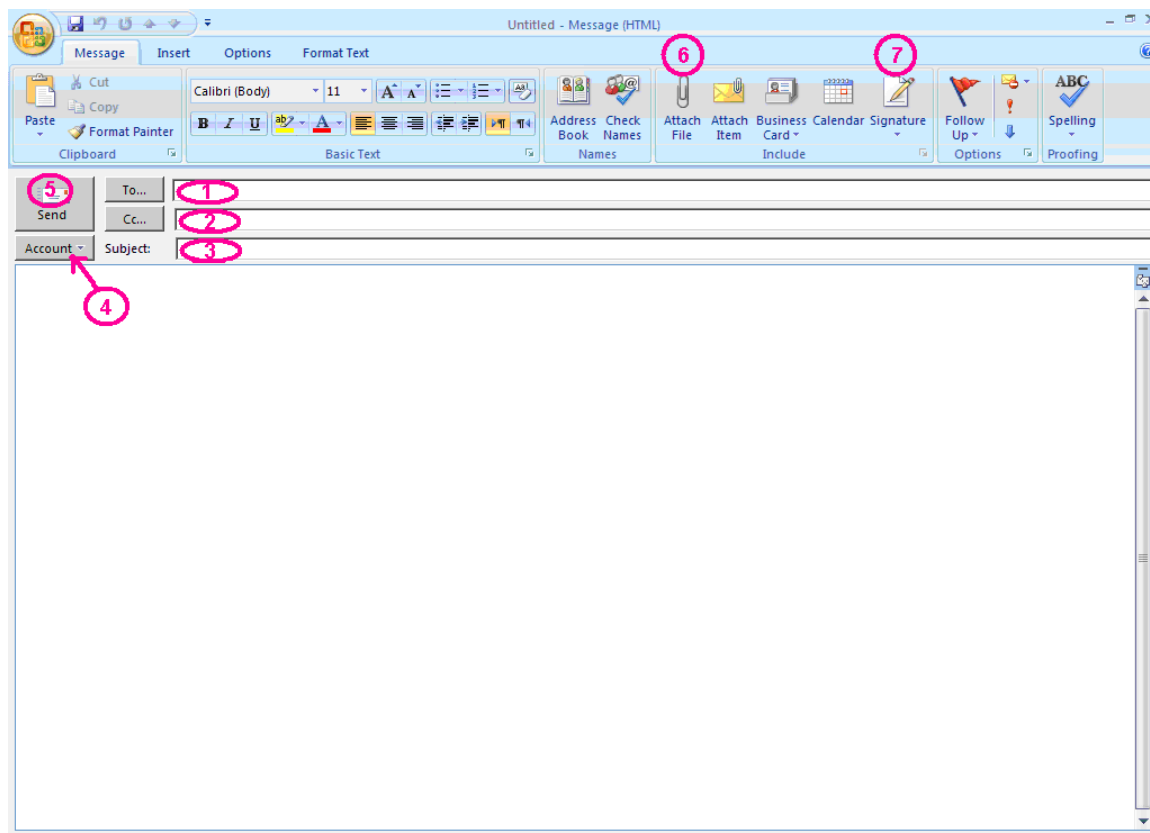 Untitled - Message (HTML)
Message Insert Options Format Text
6 7
Cut
Copy
Paste
Format Painter
Clipboard
Calibri (Body) 11
B I U
Basic Text
Address Book
Check Names
Names
Attach File
Attach Item
Business Card
Calendar
Signature
Include
Follow Up
Options
ABC
Spelling
Proofing
5
Send
To... 1
Cc... 2
Account Subject: 3
4